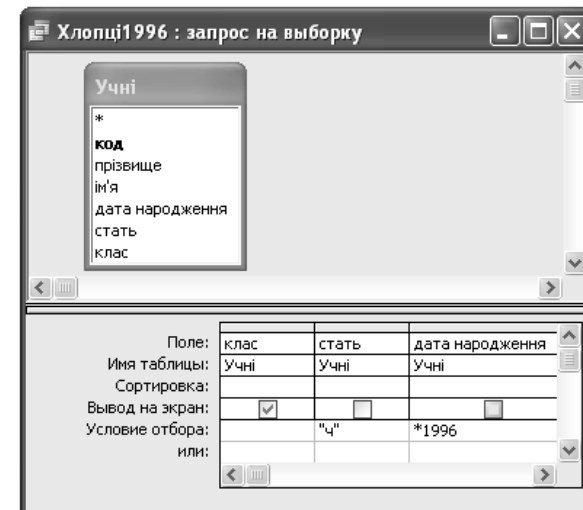 Хлопці1996 : запрос на выборку
Учні
*
код
прізвище
ім'я
дата народження
стать
клас
Поле: клас стать дата народження
Имя таблицы: Учні Учні Учні
Сортировка:
Вывод на экран:
Условие отбора: "ч" *1996
или: